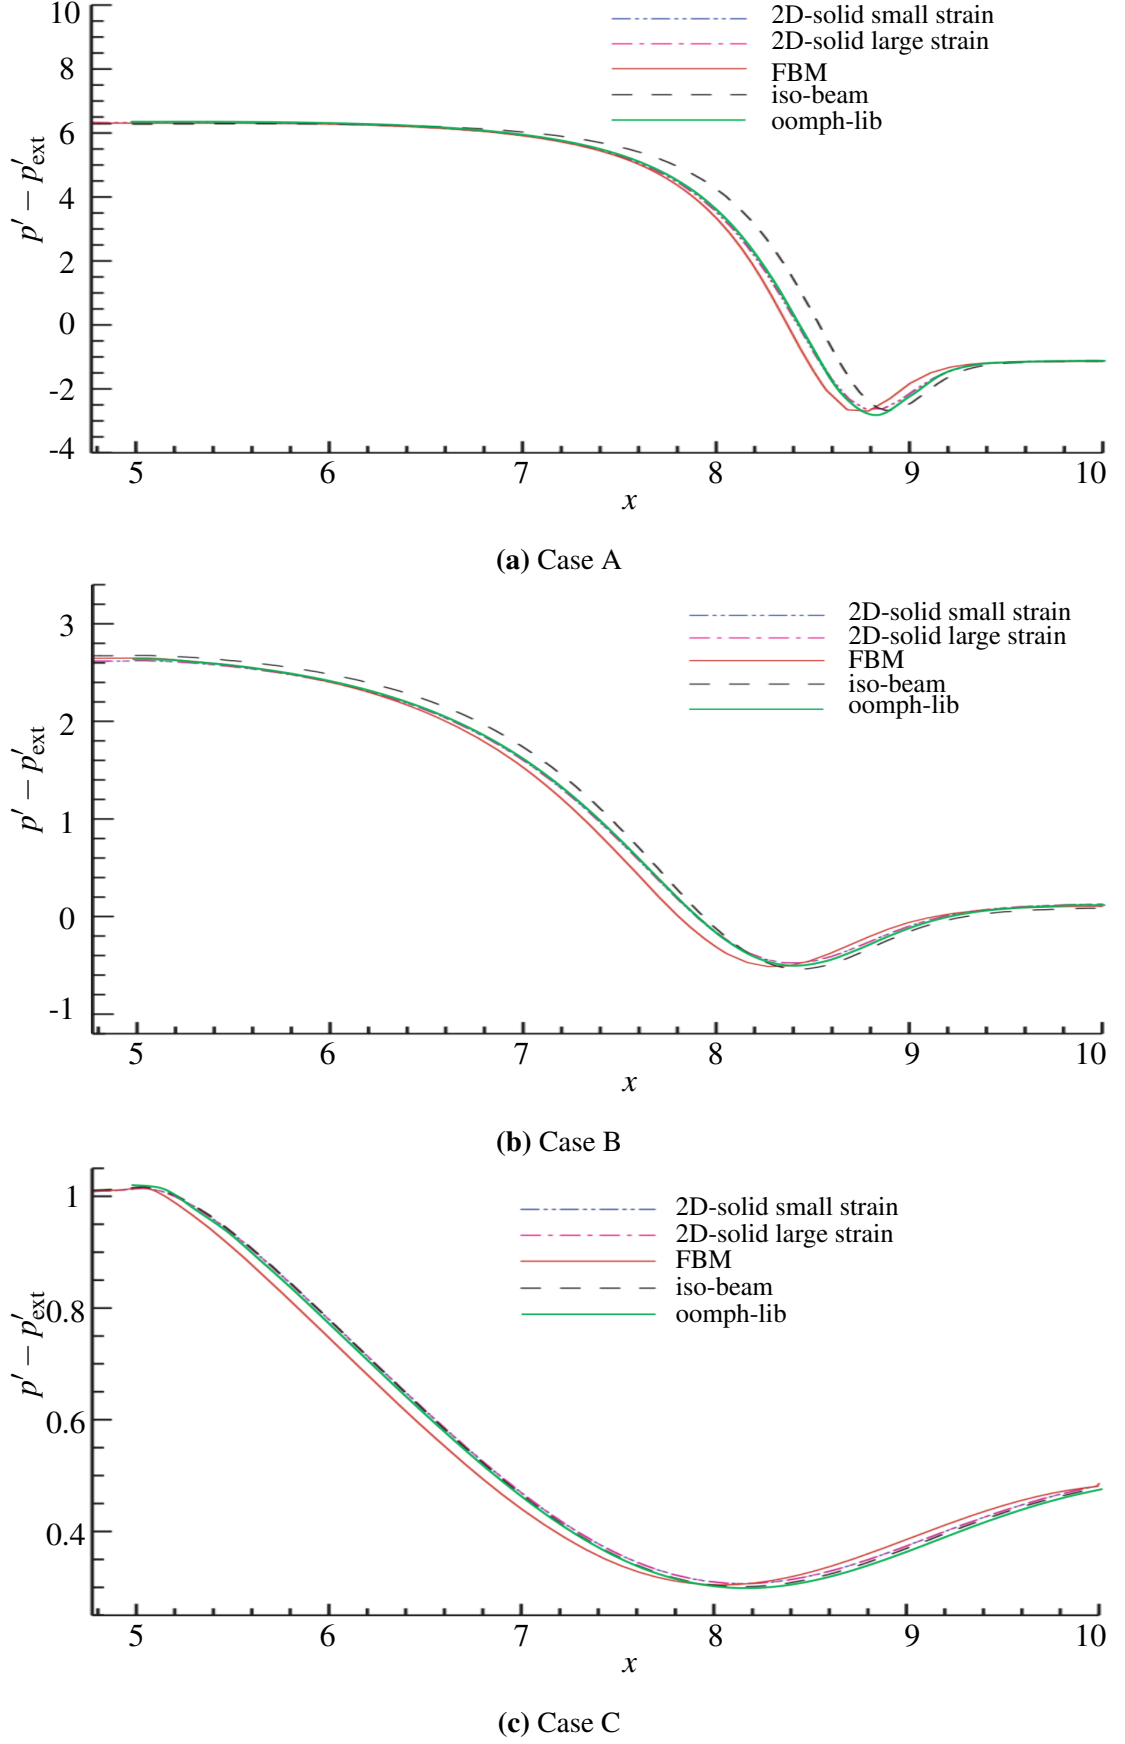 10
8
6
4
2
0
-2
-4
p′ − p′ext
2D-solid small strain
2D-solid large strain
FBM
iso-beam
oomph-lib
5 6 7 8 9 10
x
(a) Case A
3
2
1
0
-1
p′ − p′ext
2D-solid small strain
2D-solid large strain
FBM
iso-beam
oomph-lib
5 6 7 8 9 10
x
(b) Case B
1
0.8
0.6
0.4
p′ − p′ext
2D-solid small strain
2D-solid large strain
FBM
iso-beam
oomph-lib
5 6 7 8 9 10
x
(c) Case C